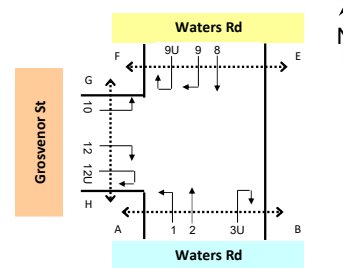 Waters Rd
N
F
9U
9
8
E
G
10
Grosvenor St
12
12U
H
A
1
2
3U
B
Waters Rd